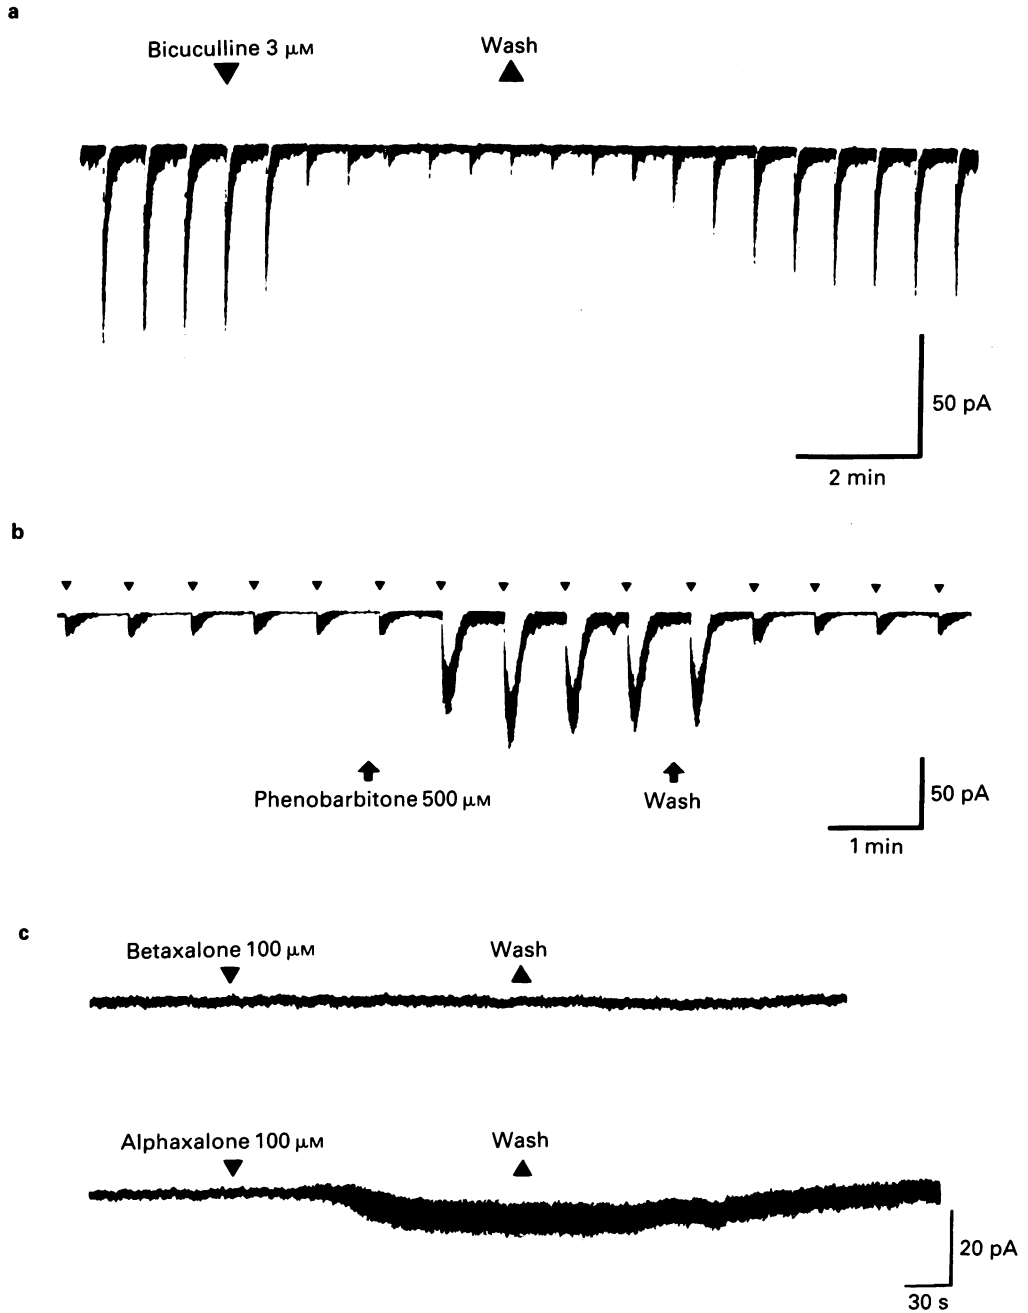 a
Bicuculline 3 μM
Wash
50 pA
2 min
b
Phenobarbitone 500 μM
Wash
50 pA
1 min
c
Betaxalone 100 μM
Wash
Alphaxalone 100 μM
Wash
20 pA
30 s